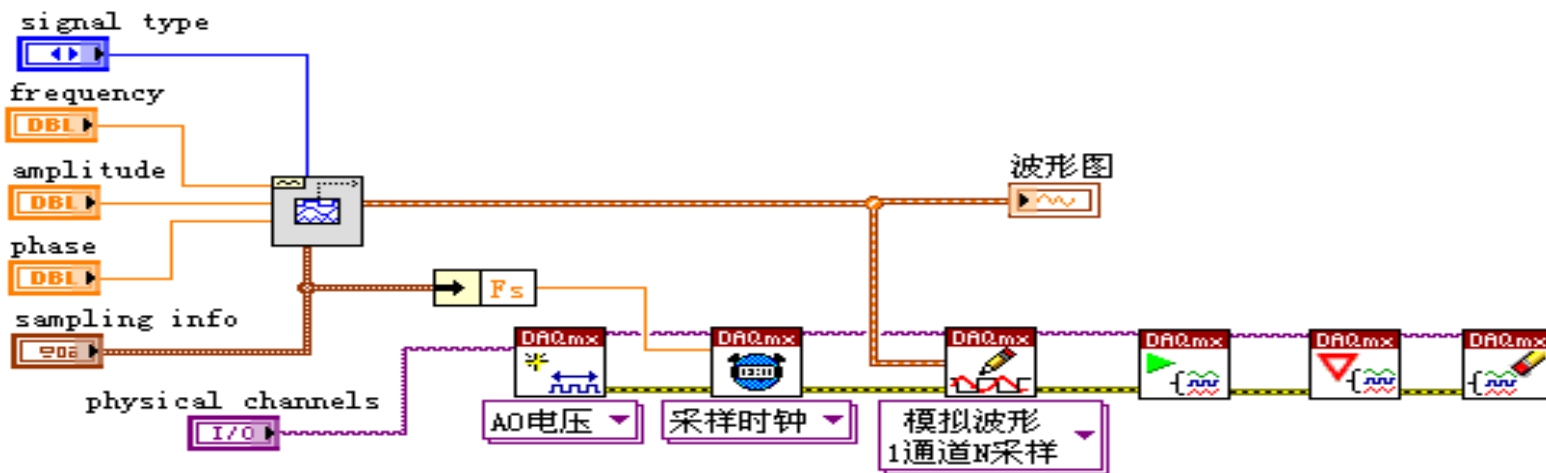 signal type
frequency
DBL
amplitude
DBL
phase
DBL
sampling info
physical channels
I/O
Fs
波形图
DAQmx
DAQmx
DAQmx
DAQmx
DAQmx
DAQmx
AO电压
采样时钟
模拟波形
1通道N采样